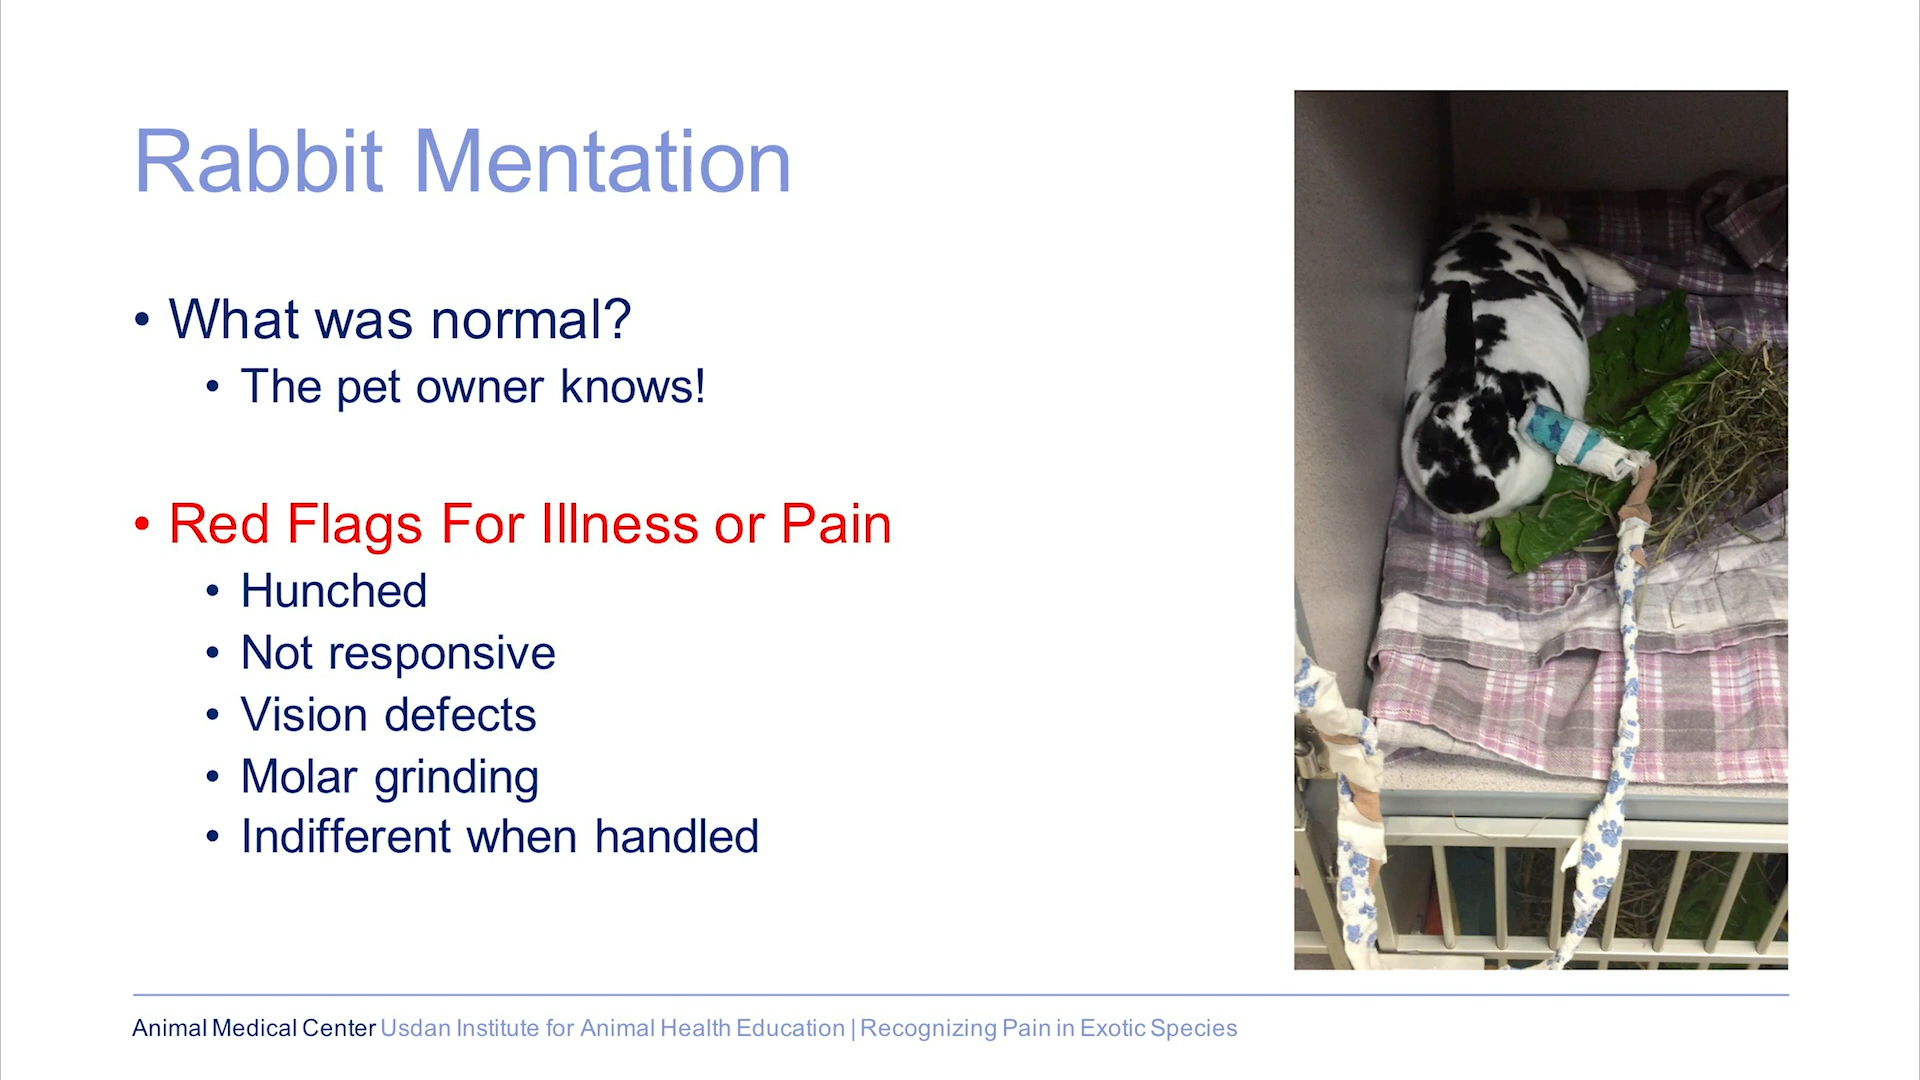 Rabbit Mentation
• What was normal?
• The pet owner knows!
• Red Flags For Illness or Pain
• Hunched
• Not responsive
• Vision defects
• Molar grinding
• Indifferent when handled
Animal Medical Center Usdan Institute for Animal Health Education | Recognizing Pain in Exotic Species